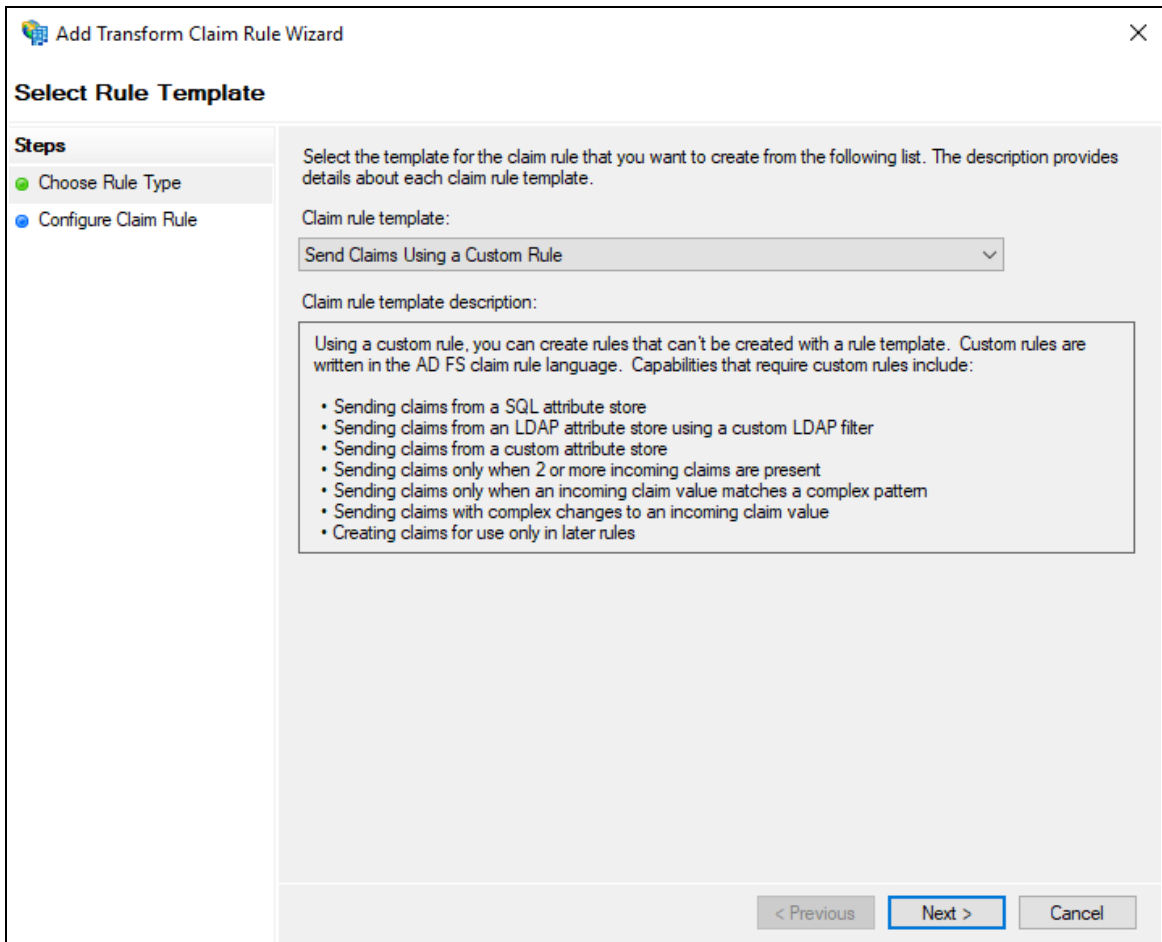 Add Transform Claim Rule Wizard
Select Rule Template
Steps
Choose Rule Type
Configure Claim Rule
Select the template for the claim rule that you want to create from the following list. The description provides
details about each claim rule template.
Claim rule template:
Send Claims Using a Custom Rule
Claim rule template description:
Using a custom rule, you can create rules that can't be created with a rule template. Custom rules are
written in the AD FS claim rule language. Capabilities that require custom rules include:
• Sending claims from a SQL attribute store
• Sending claims from an LDAP attribute store using a custom LDAP filter
• Sending claims from a custom attribute store
• Sending claims only when 2 or more incoming claims are present
• Sending claims only when an incoming claim value matches a complex pattern
• Sending claims with complex changes to an incoming claim value
• Creating claims for use only in later rules
< Previous
Next >
Cancel